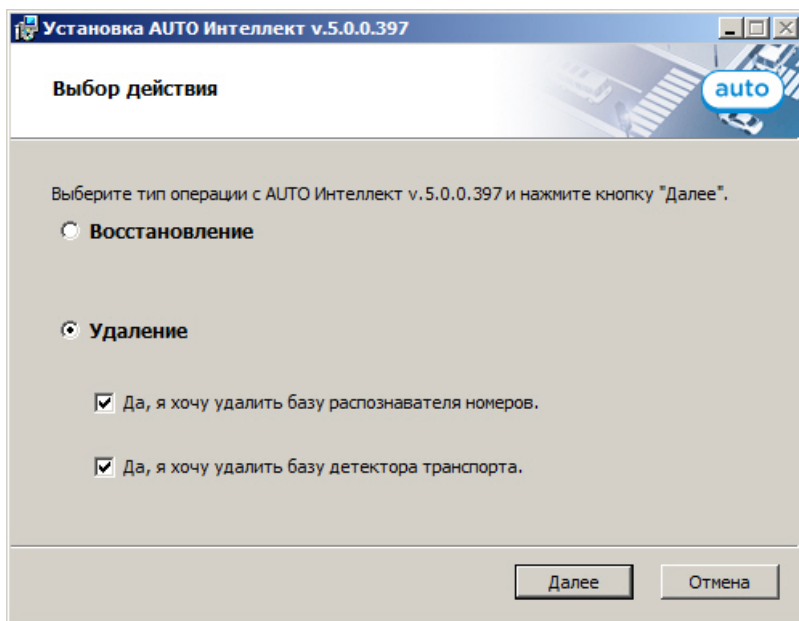 Установка AUTO Интеллект v.5.0.0.397
Выбор действия
auto
Выберите тип операции с AUTO Интеллект v.5.0.0.397 и нажмите кнопку "Далее".
Восстановление
Удаление
Да, я хочу удалить базу распознавателя номеров.
Да, я хочу удалить базу детектора транспорта.
Далее
Отмена